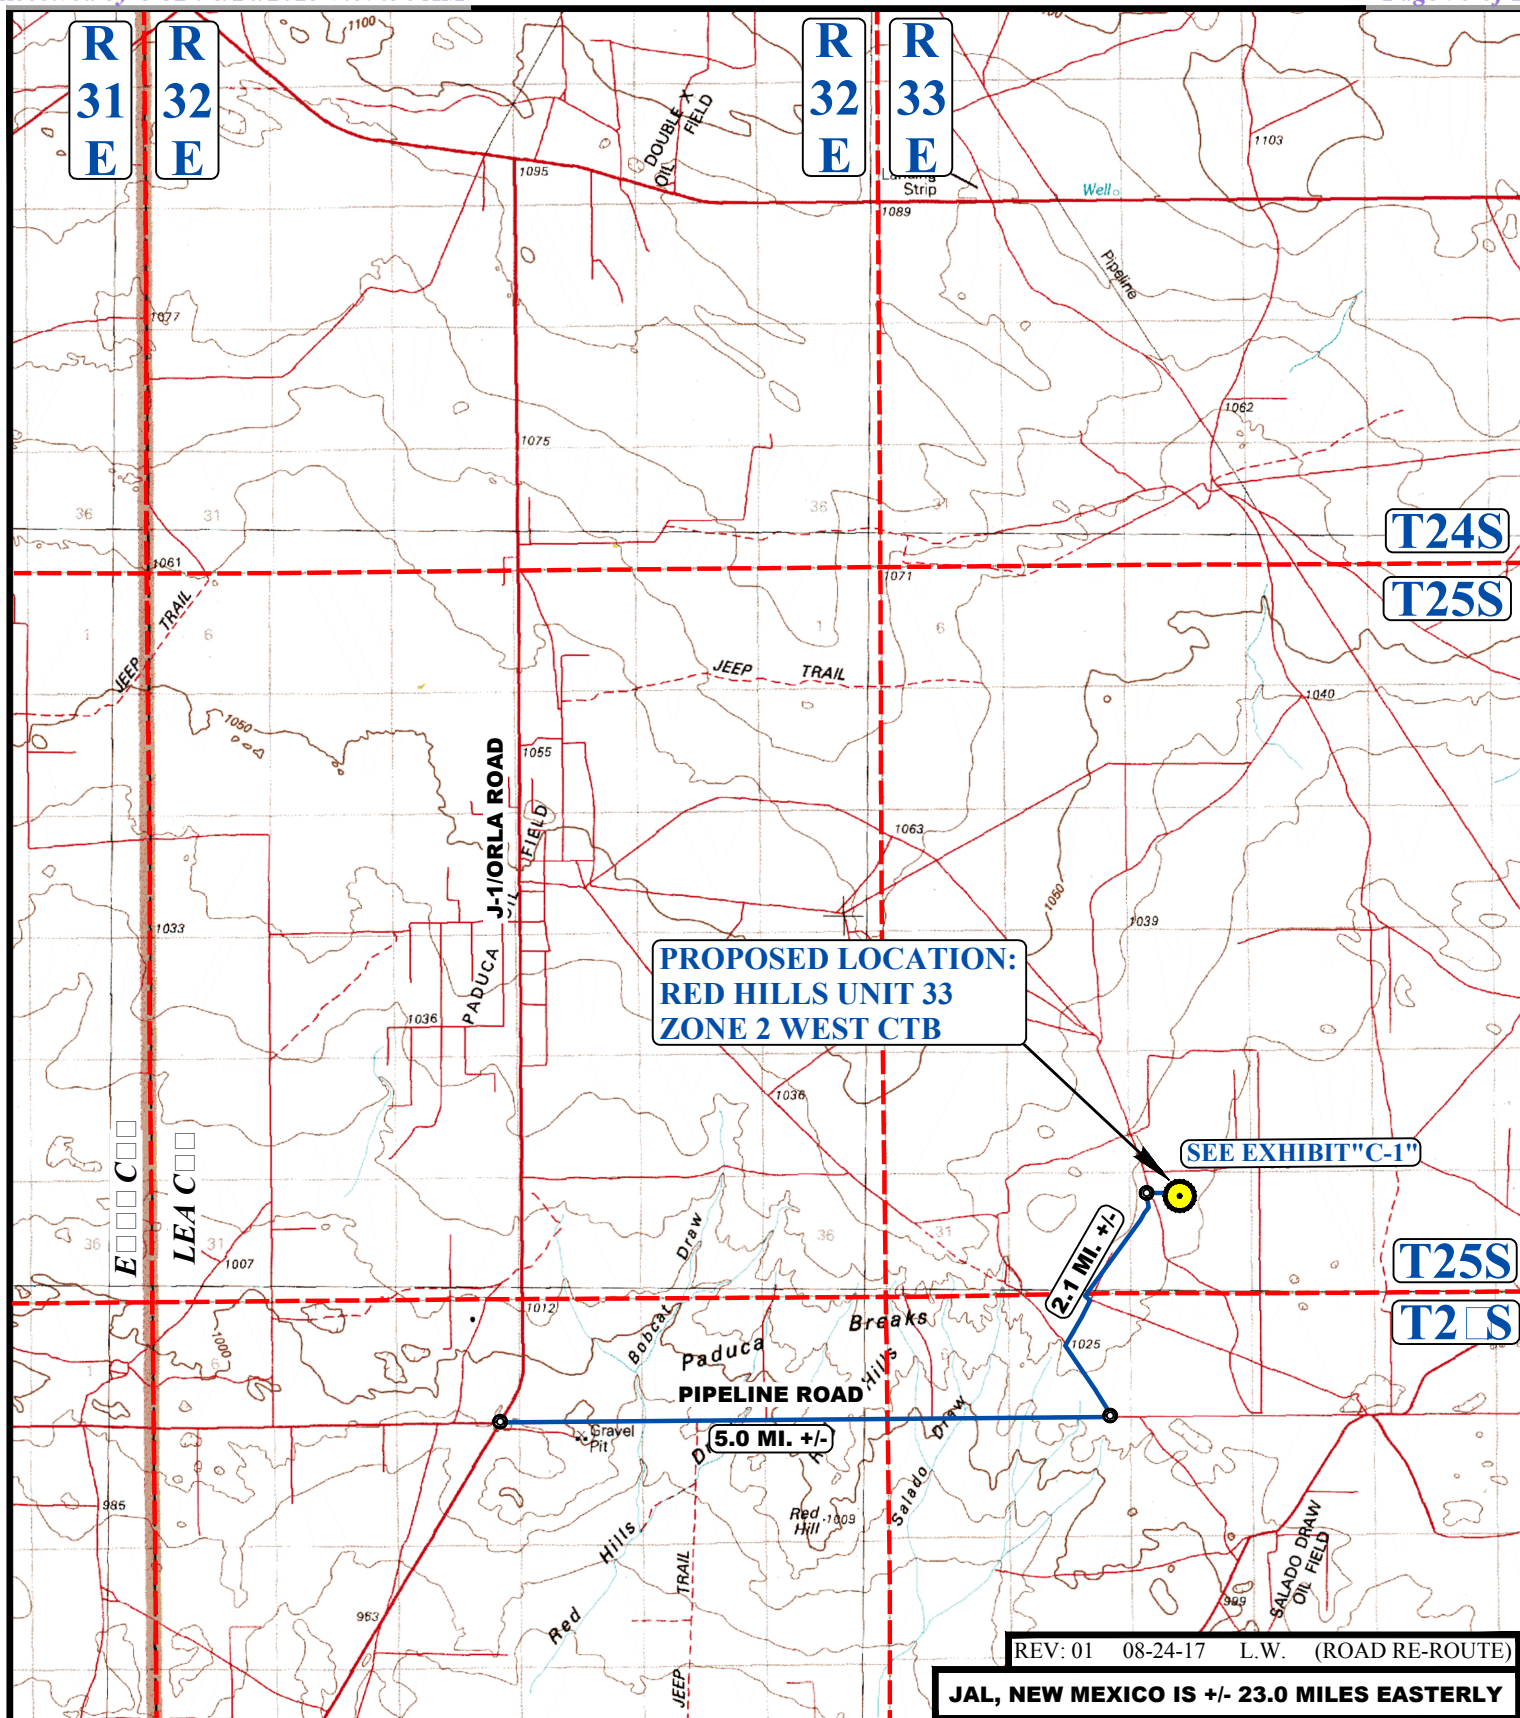 R
31
E
R
32
E
R
32
E
R
33
E
1100
DOUBLE X
OIL FIELD
1103
1095
Strip
Well
1089
Pipeline
1077
1062
1075
36
31
36
31
T24S
1061
1071
T25S
JEEP TRAIL
1
6
1
6
JEEP TRAIL
1040
1050
1055
J-1/ORLA ROAD
FIELD
1063
1050
1033
1039
PADUCA
PROPOSED LOCATION:
RED HILLS UNIT 33
ZONE 2 WEST CTB
1036
1036
SEE EXHIBIT"C-1"
E□□□ C□□
LEA C□□
36
31
1007
Bobcat Draw
36
31
2.1 MI. +/-
T25S
T2□S
1012
1000
6
1
Paduca Breaks
Hills
1025
PIPELINE ROAD
5.0 MI. +/-
Gravel
Pit
Salado Draw
985
Red
Hill
1009
Red Hills
JEEP TRAIL
963
SALADO DRAW
OIL FIELD
999
REV: 01 08-24-17 L.W. (ROAD RE-ROUTE)
JAL, NEW MEXICO IS +/- 23.0 MILES EASTERLY